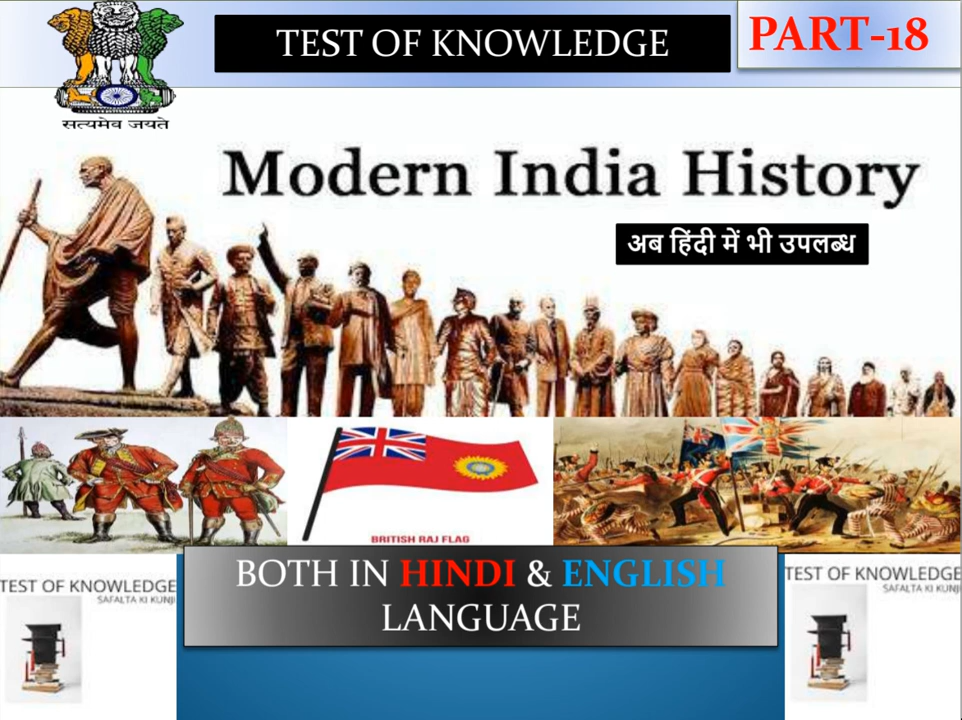 TEST OF KNOWLEDGE
PART-18
सत्यमेव जयते
Modern India History
अब हिंदी में भी उपलब्ध
BRITISH RAJ FLAG
BOTH IN HINDI & ENGLISH
LANGUAGE
TEST OF KNOWLEDGE
SAFALTA KI KUNJI
TEST OF KNOWLEDGE
SAFALTA KI KUNJI